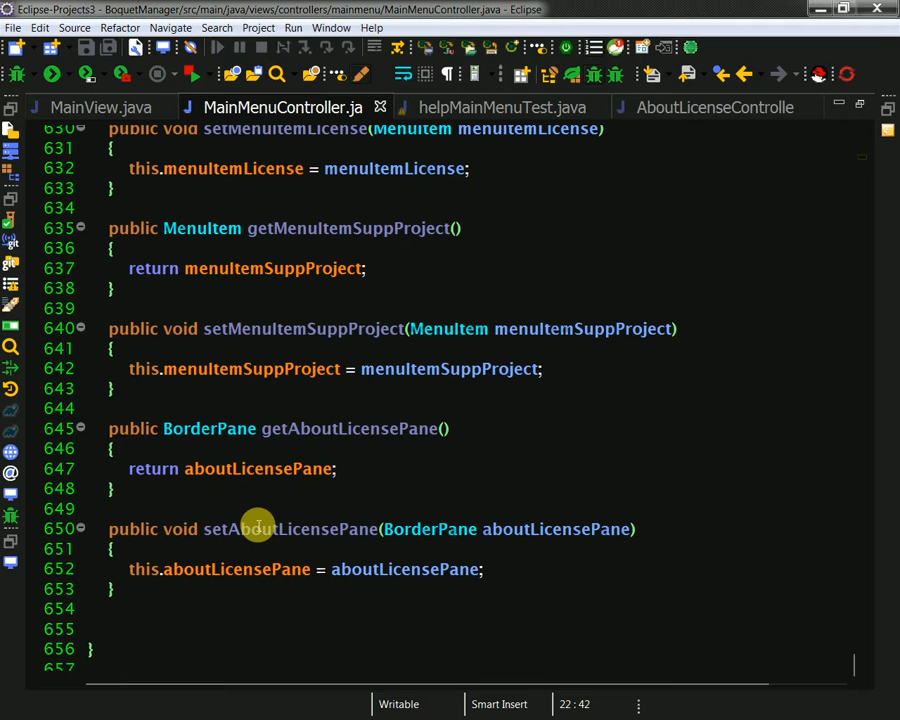 Eclipse-Projects3 - BoquetManager/src/main/java/views/controllers/mainmenu/MainMenuController.java - Eclipse
File Edit Source Refactor Navigate Search Project Run Window Help
MainView.java MainMenuController.ja helpMainMenuTest.java AboutLicenseControlle
630 public void setMenuItemLicense(MenuItem menuItemLicense)
631 {
632 this.menuItemLicense = menuItemLicense;
633 }
634
635 public MenuItem getMenuItemSuppProject()
636 {
637 return menuItemSuppProject;
638 }
639
640 public void setMenuItemSuppProject(MenuItem menuItemSuppProject)
641 {
642 this.menuItemSuppProject = menuItemSuppProject;
643 }
644
645 public BorderPane getAboutLicensePane()
646 {
647 return aboutLicensePane;
648 }
649
650 public void setAboutLicensePane(BorderPane aboutLicensePane)
651 {
652 this.aboutLicensePane = aboutLicensePane;
653 }
654
655
656 }
657
Writable Smart Insert 22 : 42